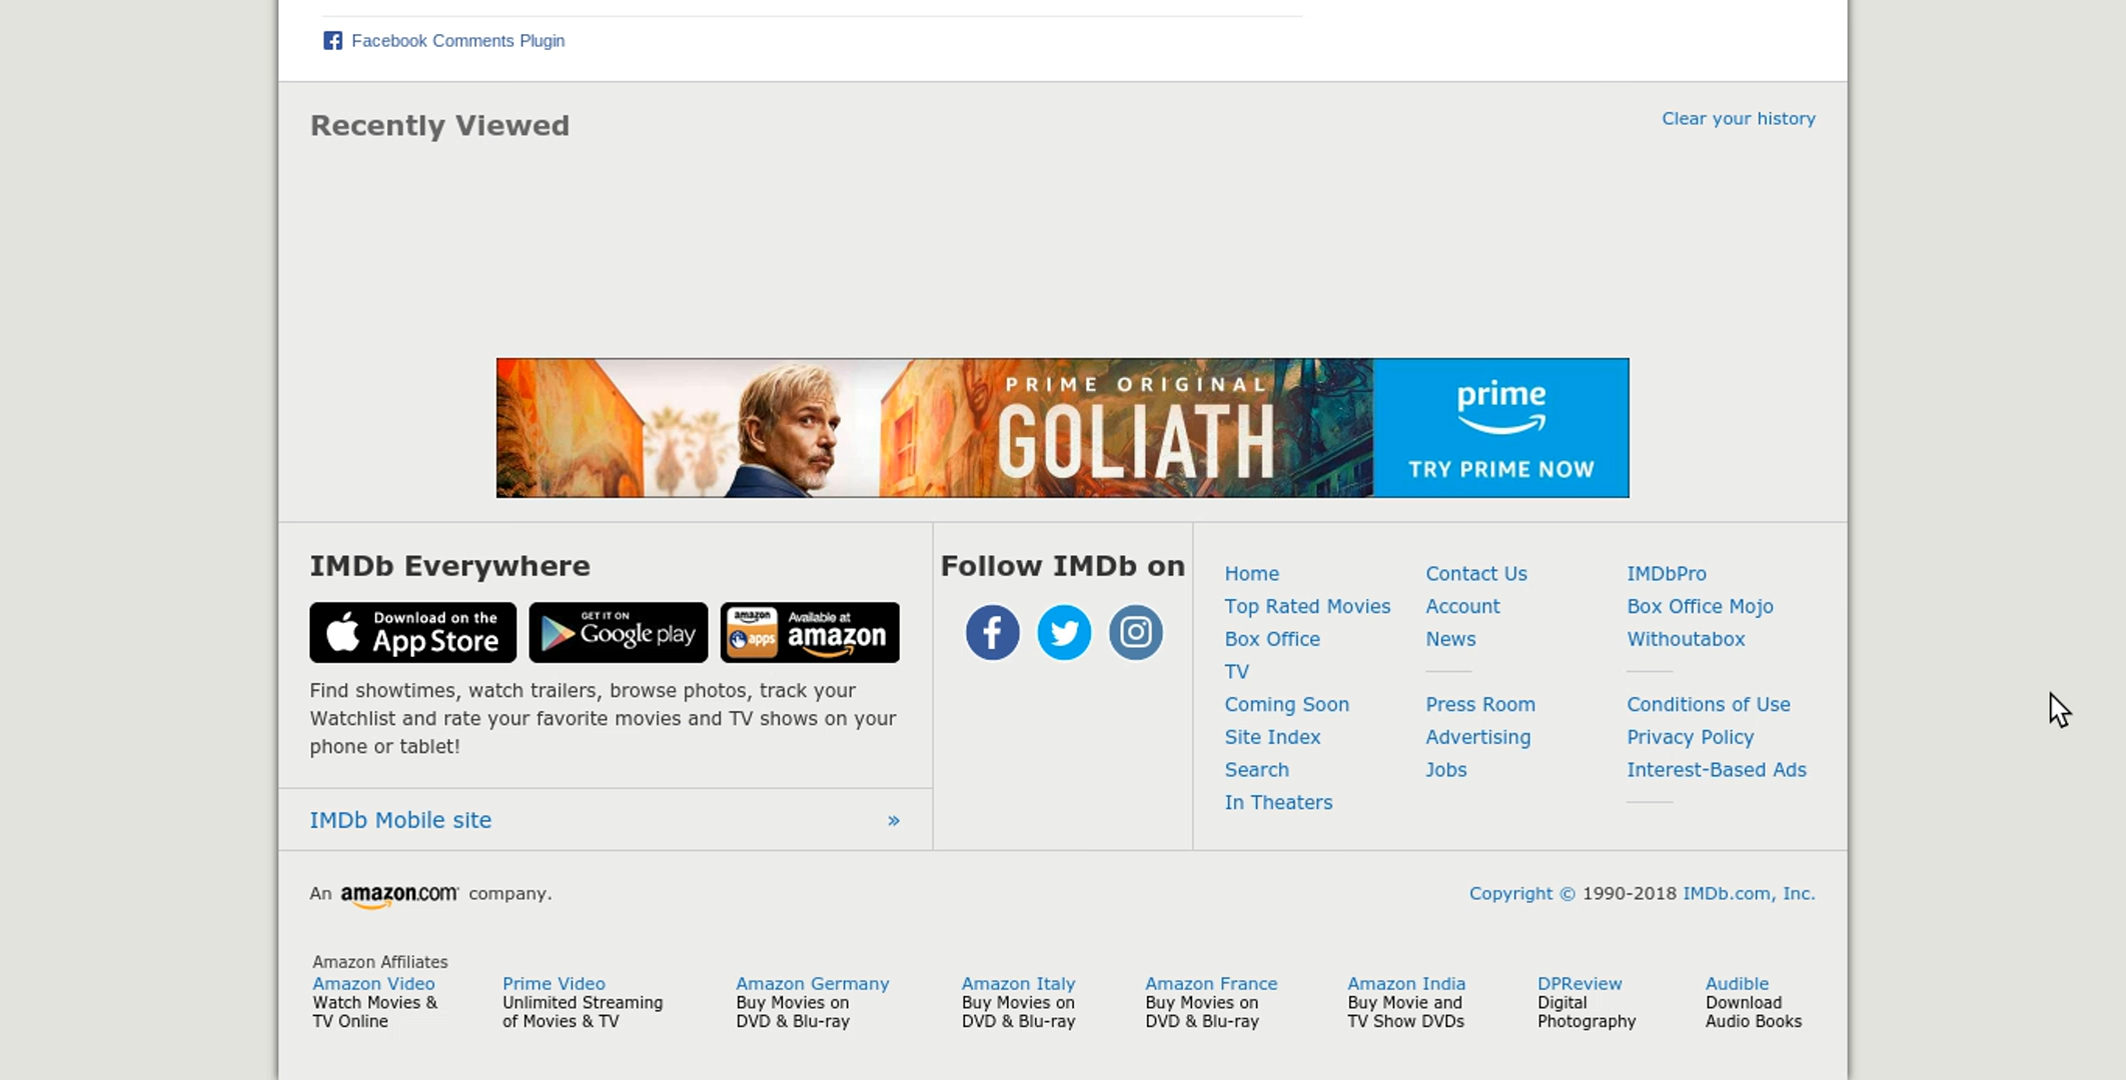 Facebook Comments Plugin
Recently Viewed
Clear your history
PRIME ORIGINAL
GOLIATH
prime
TRY PRIME NOW
IMDb Everywhere
Download on the
App Store
GET IT ON
Google play
amazon
apps
Available at
amazon
Find showtimes, watch trailers, browse photos, track your
Watchlist and rate your favorite movies and TV shows on your
phone or tablet!
IMDb Mobile site »
Follow IMDb on
Home
Top Rated Movies
Box Office
TV
Coming Soon
Site Index
Search
In Theaters
Contact Us
Account
News
Press Room
Advertising
Jobs
IMDbPro
Box Office Mojo
Withoutabox
Conditions of Use
Privacy Policy
Interest-Based Ads
An amazon.com company.
Copyright © 1990-2018 IMDb.com, Inc.
Amazon Affiliates
Amazon Video
Watch Movies &
TV Online
Prime Video
Unlimited Streaming
of Movies & TV
Amazon Germany
Buy Movies on
DVD & Blu-ray
Amazon Italy
Buy Movies on
DVD & Blu-ray
Amazon France
Buy Movies on
DVD & Blu-ray
Amazon India
Buy Movie and
TV Show DVDs
DPReview
Digital
Photography
Audible
Download
Audio Books